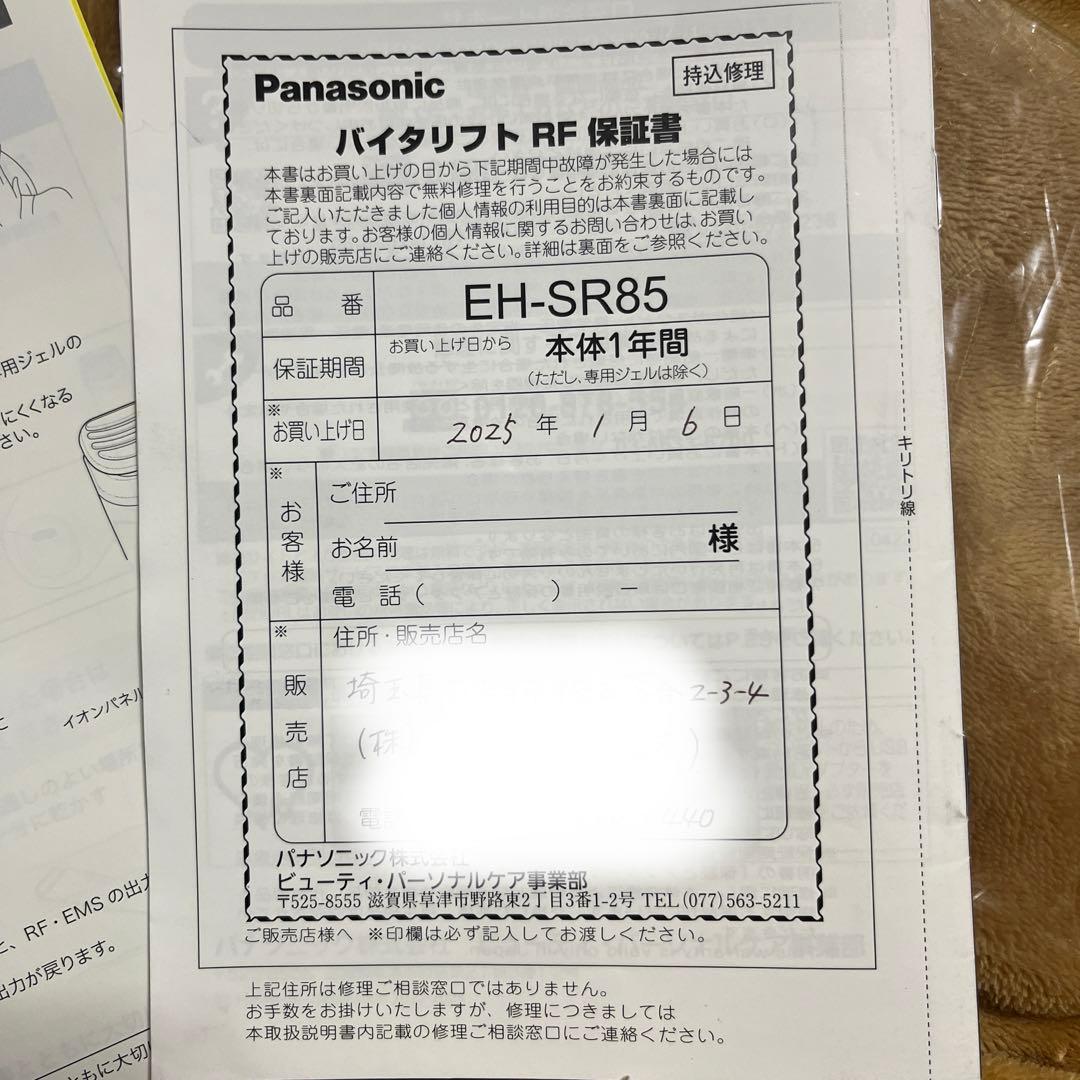 Panasonic
持込修理
バイタリフト RF 保証書
本書はお買い上げの日から下記期間中故障が発生した場合には
本書裏面記載内容で無料修理を行うことをお約束するものです。
ご記入いただきました個人情報の利用目的は本書裏面に記載し
ております。お客様の個人情報に関するお問い合わせは、お買い
上げの販売店にご連絡ください。詳細は裏面をご参照ください。
品 番 EH-SR85
保証期間 お買い上げ日から 本体1年間
(ただし、専用ジェルは除く)
※
お買い上げ日 2025 年 1 月 6 日
※
お客様
ご住所
お名前 様
電 話 ( ) ー
※
販売店
住所・販売店名
埼玉 2-3-4
(株 )
電話 440
パナソニック株式会社
ビューティ・パーソナルケア事業部
〒525-8555 滋賀県草津市野路東2丁目3番1-2号 TEL(077)563-5211
ご販売店様へ ※印欄は必ず記入してお渡しください。
上記住所は修理ご相談窓口ではありません。
お手数をお掛けいたしますが、修理につきましては
本取扱説明書内記載の修理ご相談窓口にご連絡ください。
キリトリ線
用ジェルの
にくくなる
さい。
イオンパネル
に
、RF・EMS の出力
出力が戻ります。
ともに大切